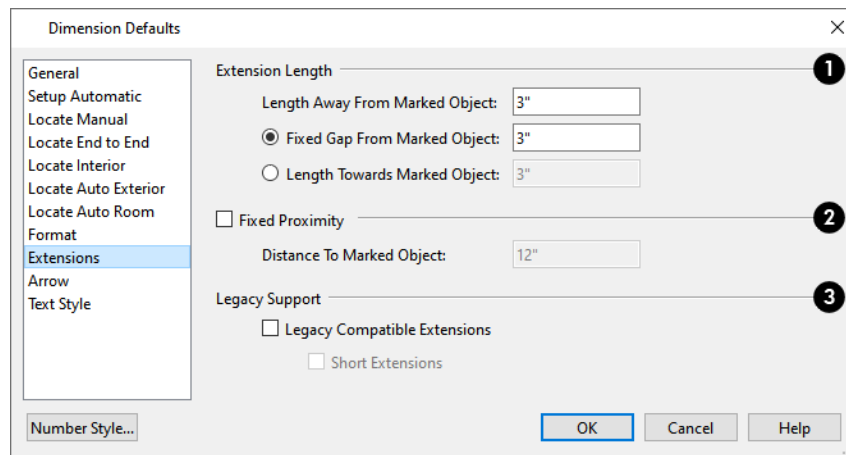 Dimension Defaults
General
Setup Automatic
Locate Manual
Locate End to End
Locate Interior
Locate Auto Exterior
Locate Auto Room
Format
Extensions
Arrow
Text Style
Extension Length 1
Length Away From Marked Object: 3"
Fixed Gap From Marked Object: 3"
Length Towards Marked Object: 3"
Fixed Proximity 2
Distance To Marked Object: 12"
Legacy Support 3
Legacy Compatible Extensions
Short Extensions
Number Style... OK Cancel Help